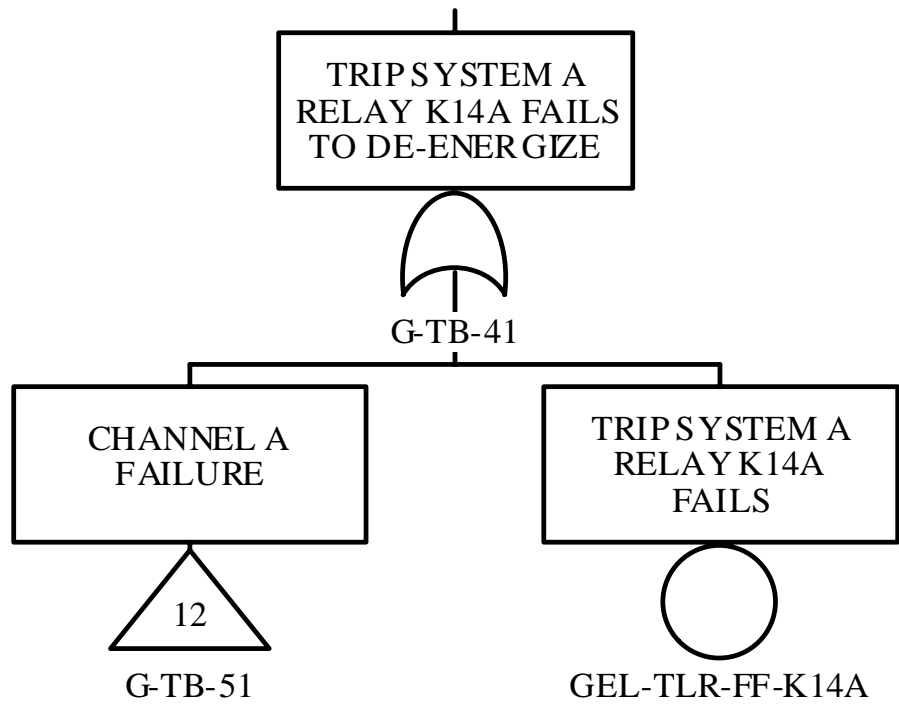 TRIP SYSTEM A
RELAY K14A FAILS
TO DE-ENERGIZE
G-TB-41
CHANNEL A
FAILURE
TRIP SYSTEM A
RELAY K14A
FAILS
12
G-TB-51
GEL-TLR-FF-K14A